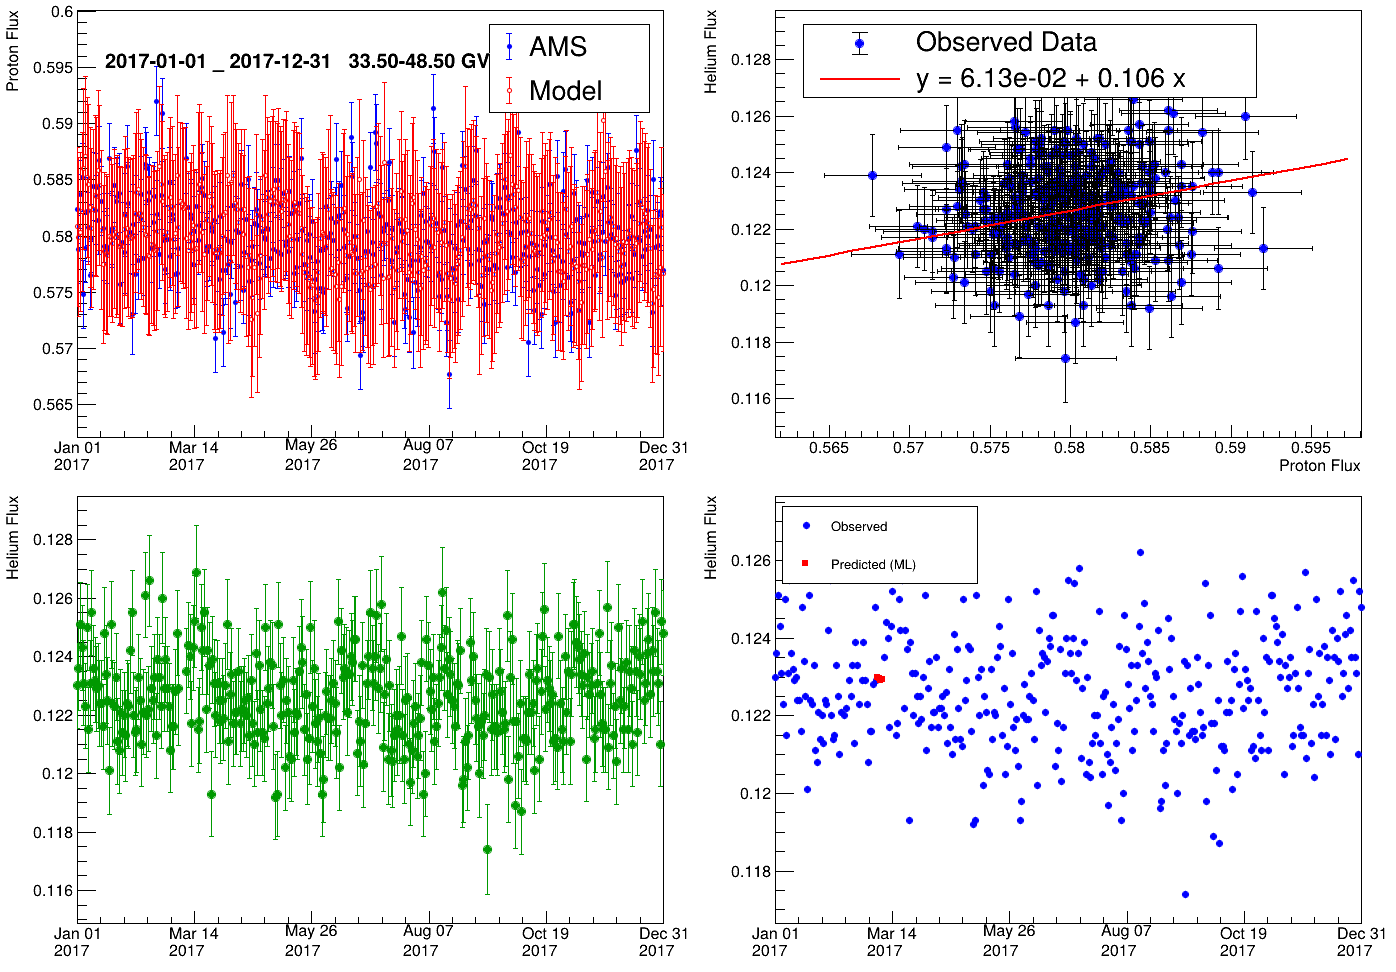 Proton Flux
0.6
0.595
0.59
0.585
0.58
0.575
0.57
0.565
2017-01-01 _ 2017-12-31 33.50-48.50 GV
AMS
Model
Jan 01
2017
Mar 14
2017
May 26
2017
Aug 07
2017
Oct 19
2017
Dec 31
2017
Helium Flux
0.128
0.126
0.124
0.122
0.12
0.118
0.116
Observed Data
y = 6.13e-02 + 0.106 x
0.565
0.57
0.575
0.58
0.585
0.59
0.595
Proton Flux
Helium Flux
0.128
0.126
0.124
0.122
0.12
0.118
0.116
Jan 01
2017
Mar 14
2017
May 26
2017
Aug 07
2017
Oct 19
2017
Dec 31
2017
Helium Flux
0.126
0.124
0.122
0.12
0.118
Observed
Predicted (ML)
Jan 01
2017
Mar 14
2017
May 26
2017
Aug 07
2017
Oct 19
2017
Dec 31
2017